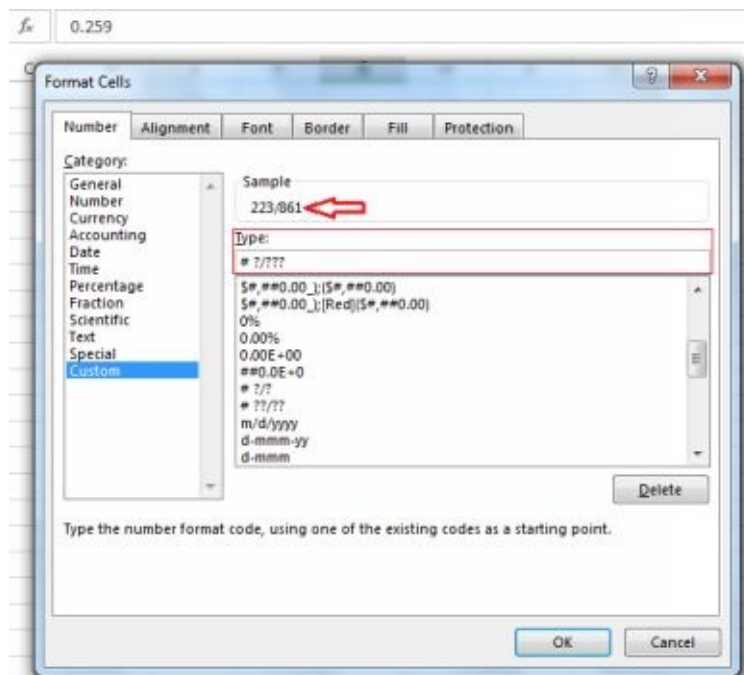 fx 0.259
Format Cells
Number Alignment Font Border Fill Protection
Category:
General
Number
Currency
Accounting
Date
Time
Percentage
Fraction
Scientific
Text
Special
Custom
Sample
223/861
Type:
# ?/???
$#,##0.00_);($#,##0.00)
$#,##0.00_);[Red]($#,##0.00)
0%
0.00%
0.00E+00
##0.0E+0
# ?/?
# ??/??
m/d/yyyy
d-mmm-yy
d-mmm
Delete
Type the number format code, using one of the existing codes as a starting point.
OK Cancel